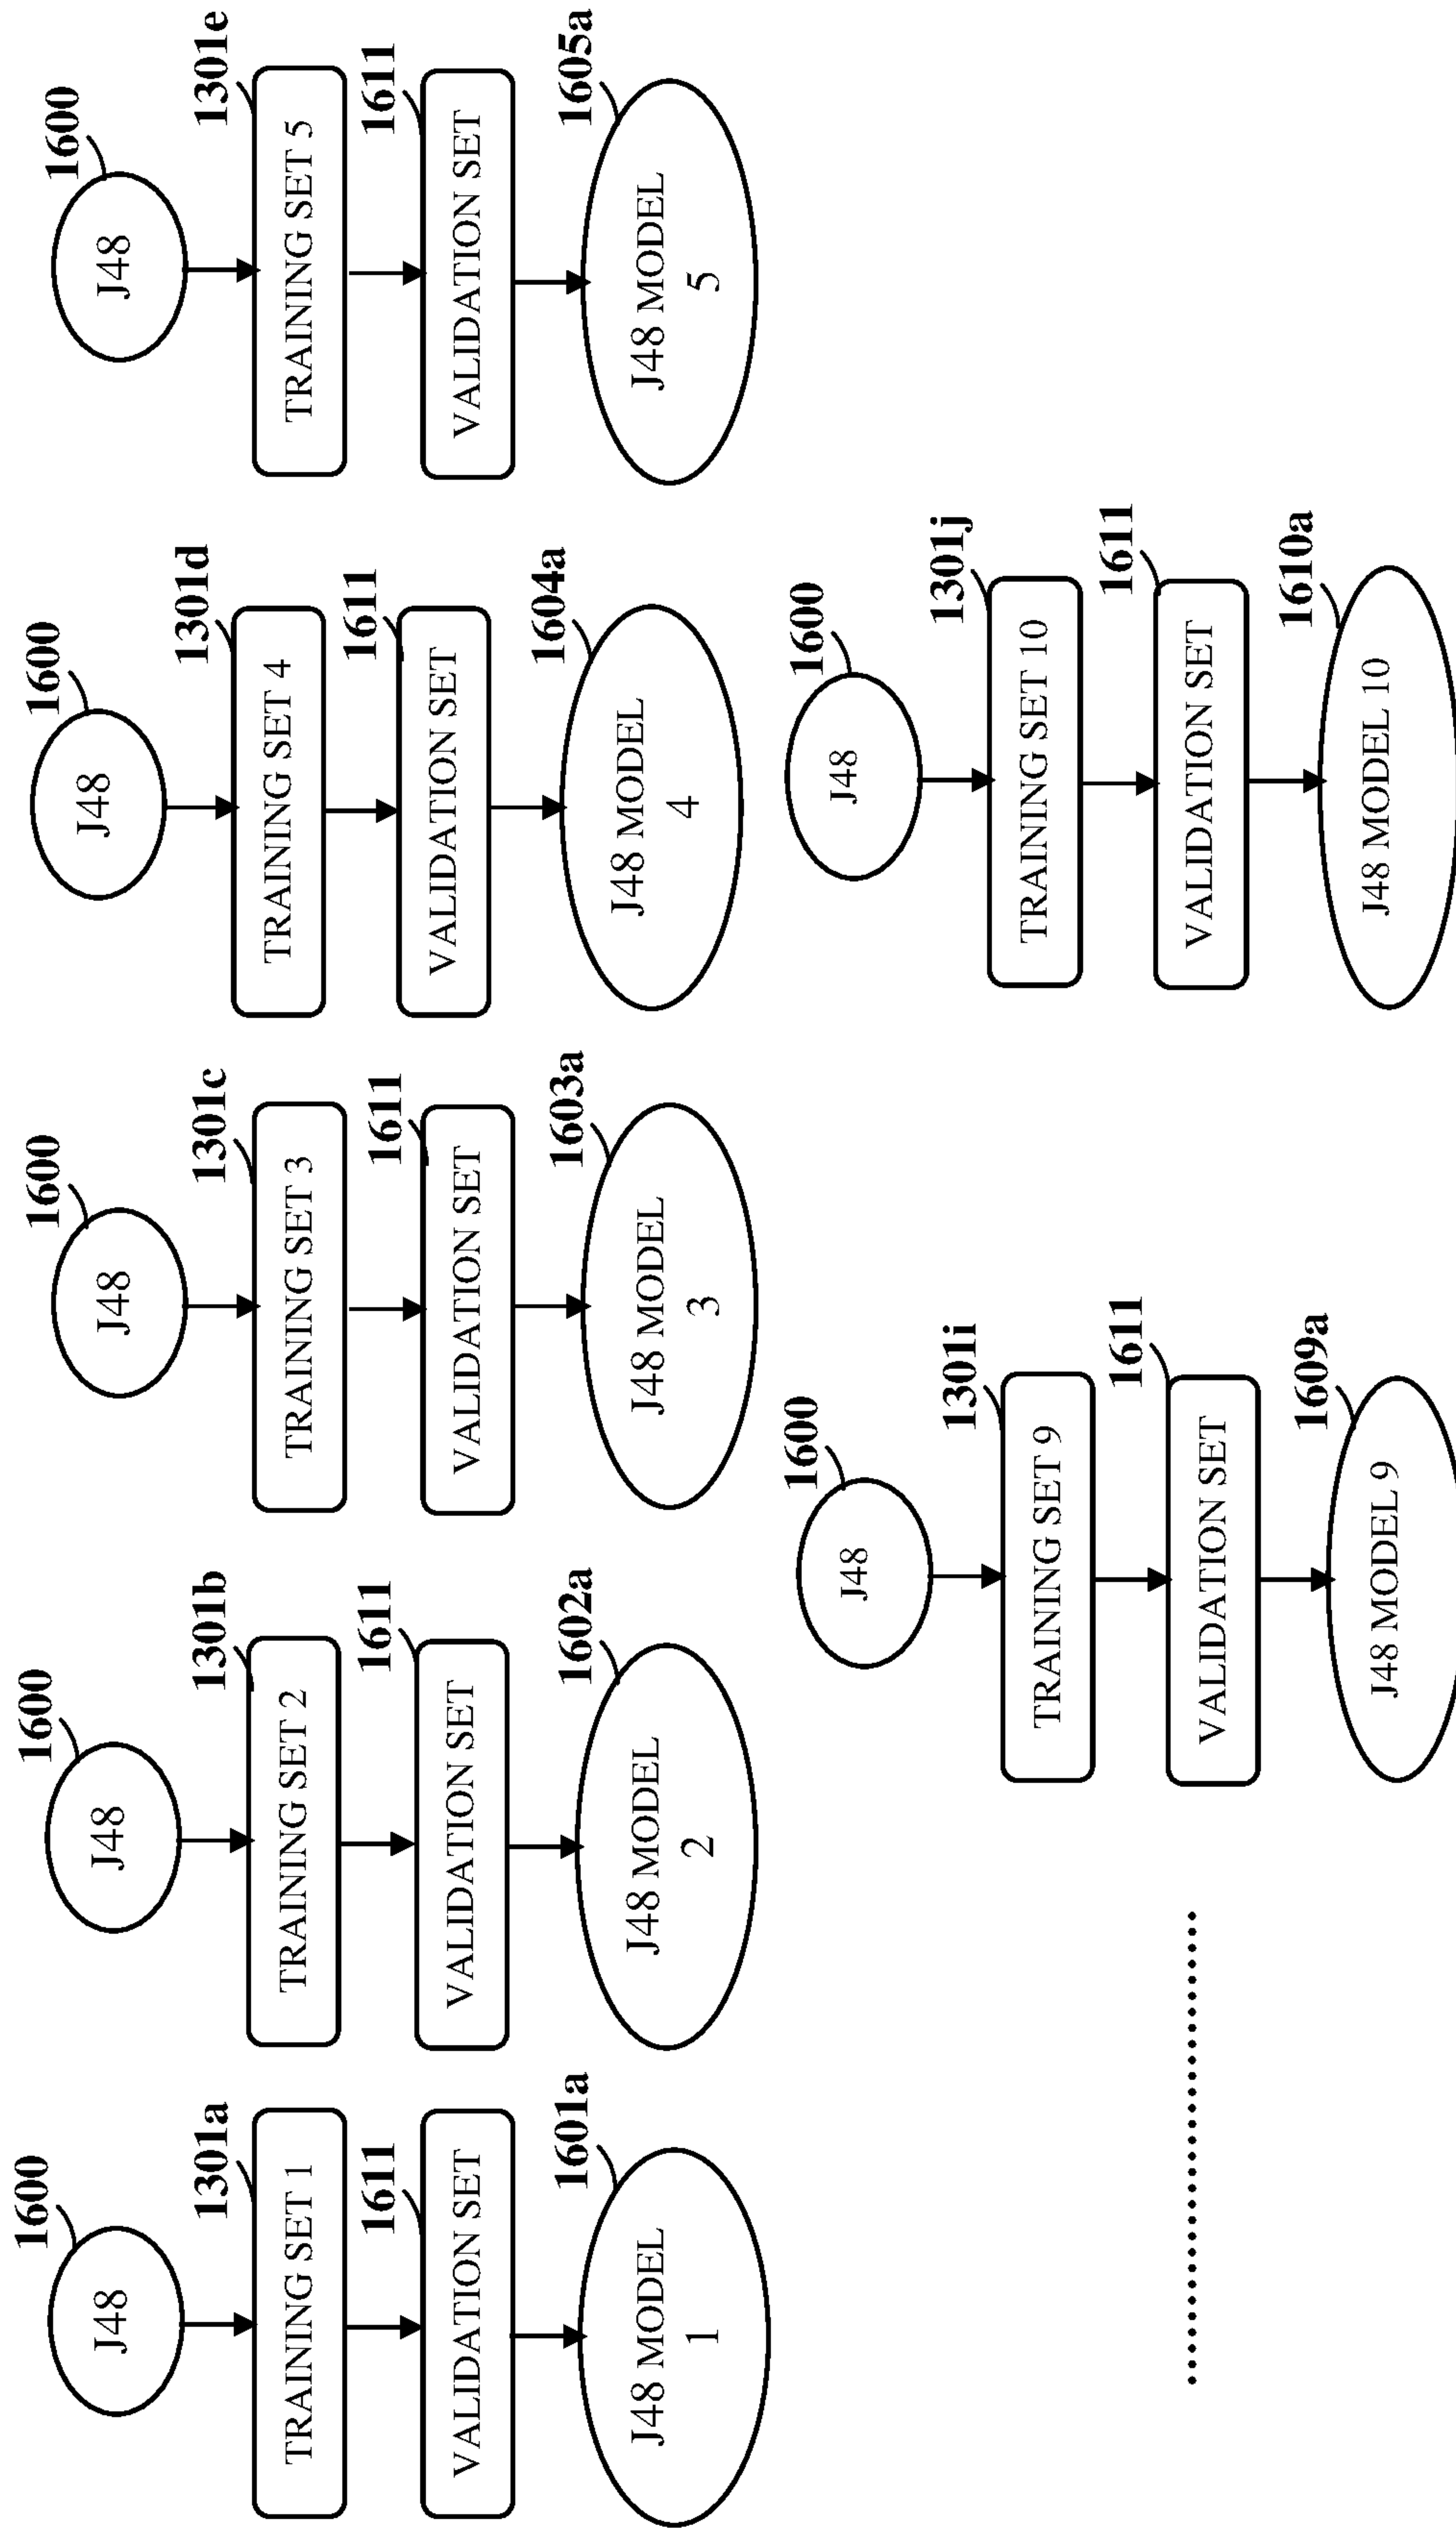 1600
J48
1301a
TRAINING SET 1
1611
VALIDATION SET
1601a
J48 MODEL
1
1600
J48
1301b
TRAINING SET 2
1611
VALIDATION SET
1602a
J48 MODEL
2
1600
J48
1301c
TRAINING SET 3
1611
VALIDATION SET
1603a
J48 MODEL
3
1600
J48
1301d
TRAINING SET 4
1611
VALIDATION SET
1604a
J48 MODEL
4
1600
J48
1301e
TRAINING SET 5
1611
VALIDATION SET
1605a
J48 MODEL
5
1600
J48
1301i
TRAINING SET 9
1611
VALIDATION SET
1609a
J48 MODEL 9
1600
J48
1301j
TRAINING SET 10
1611
VALIDATION SET
1610a
J48 MODEL 10